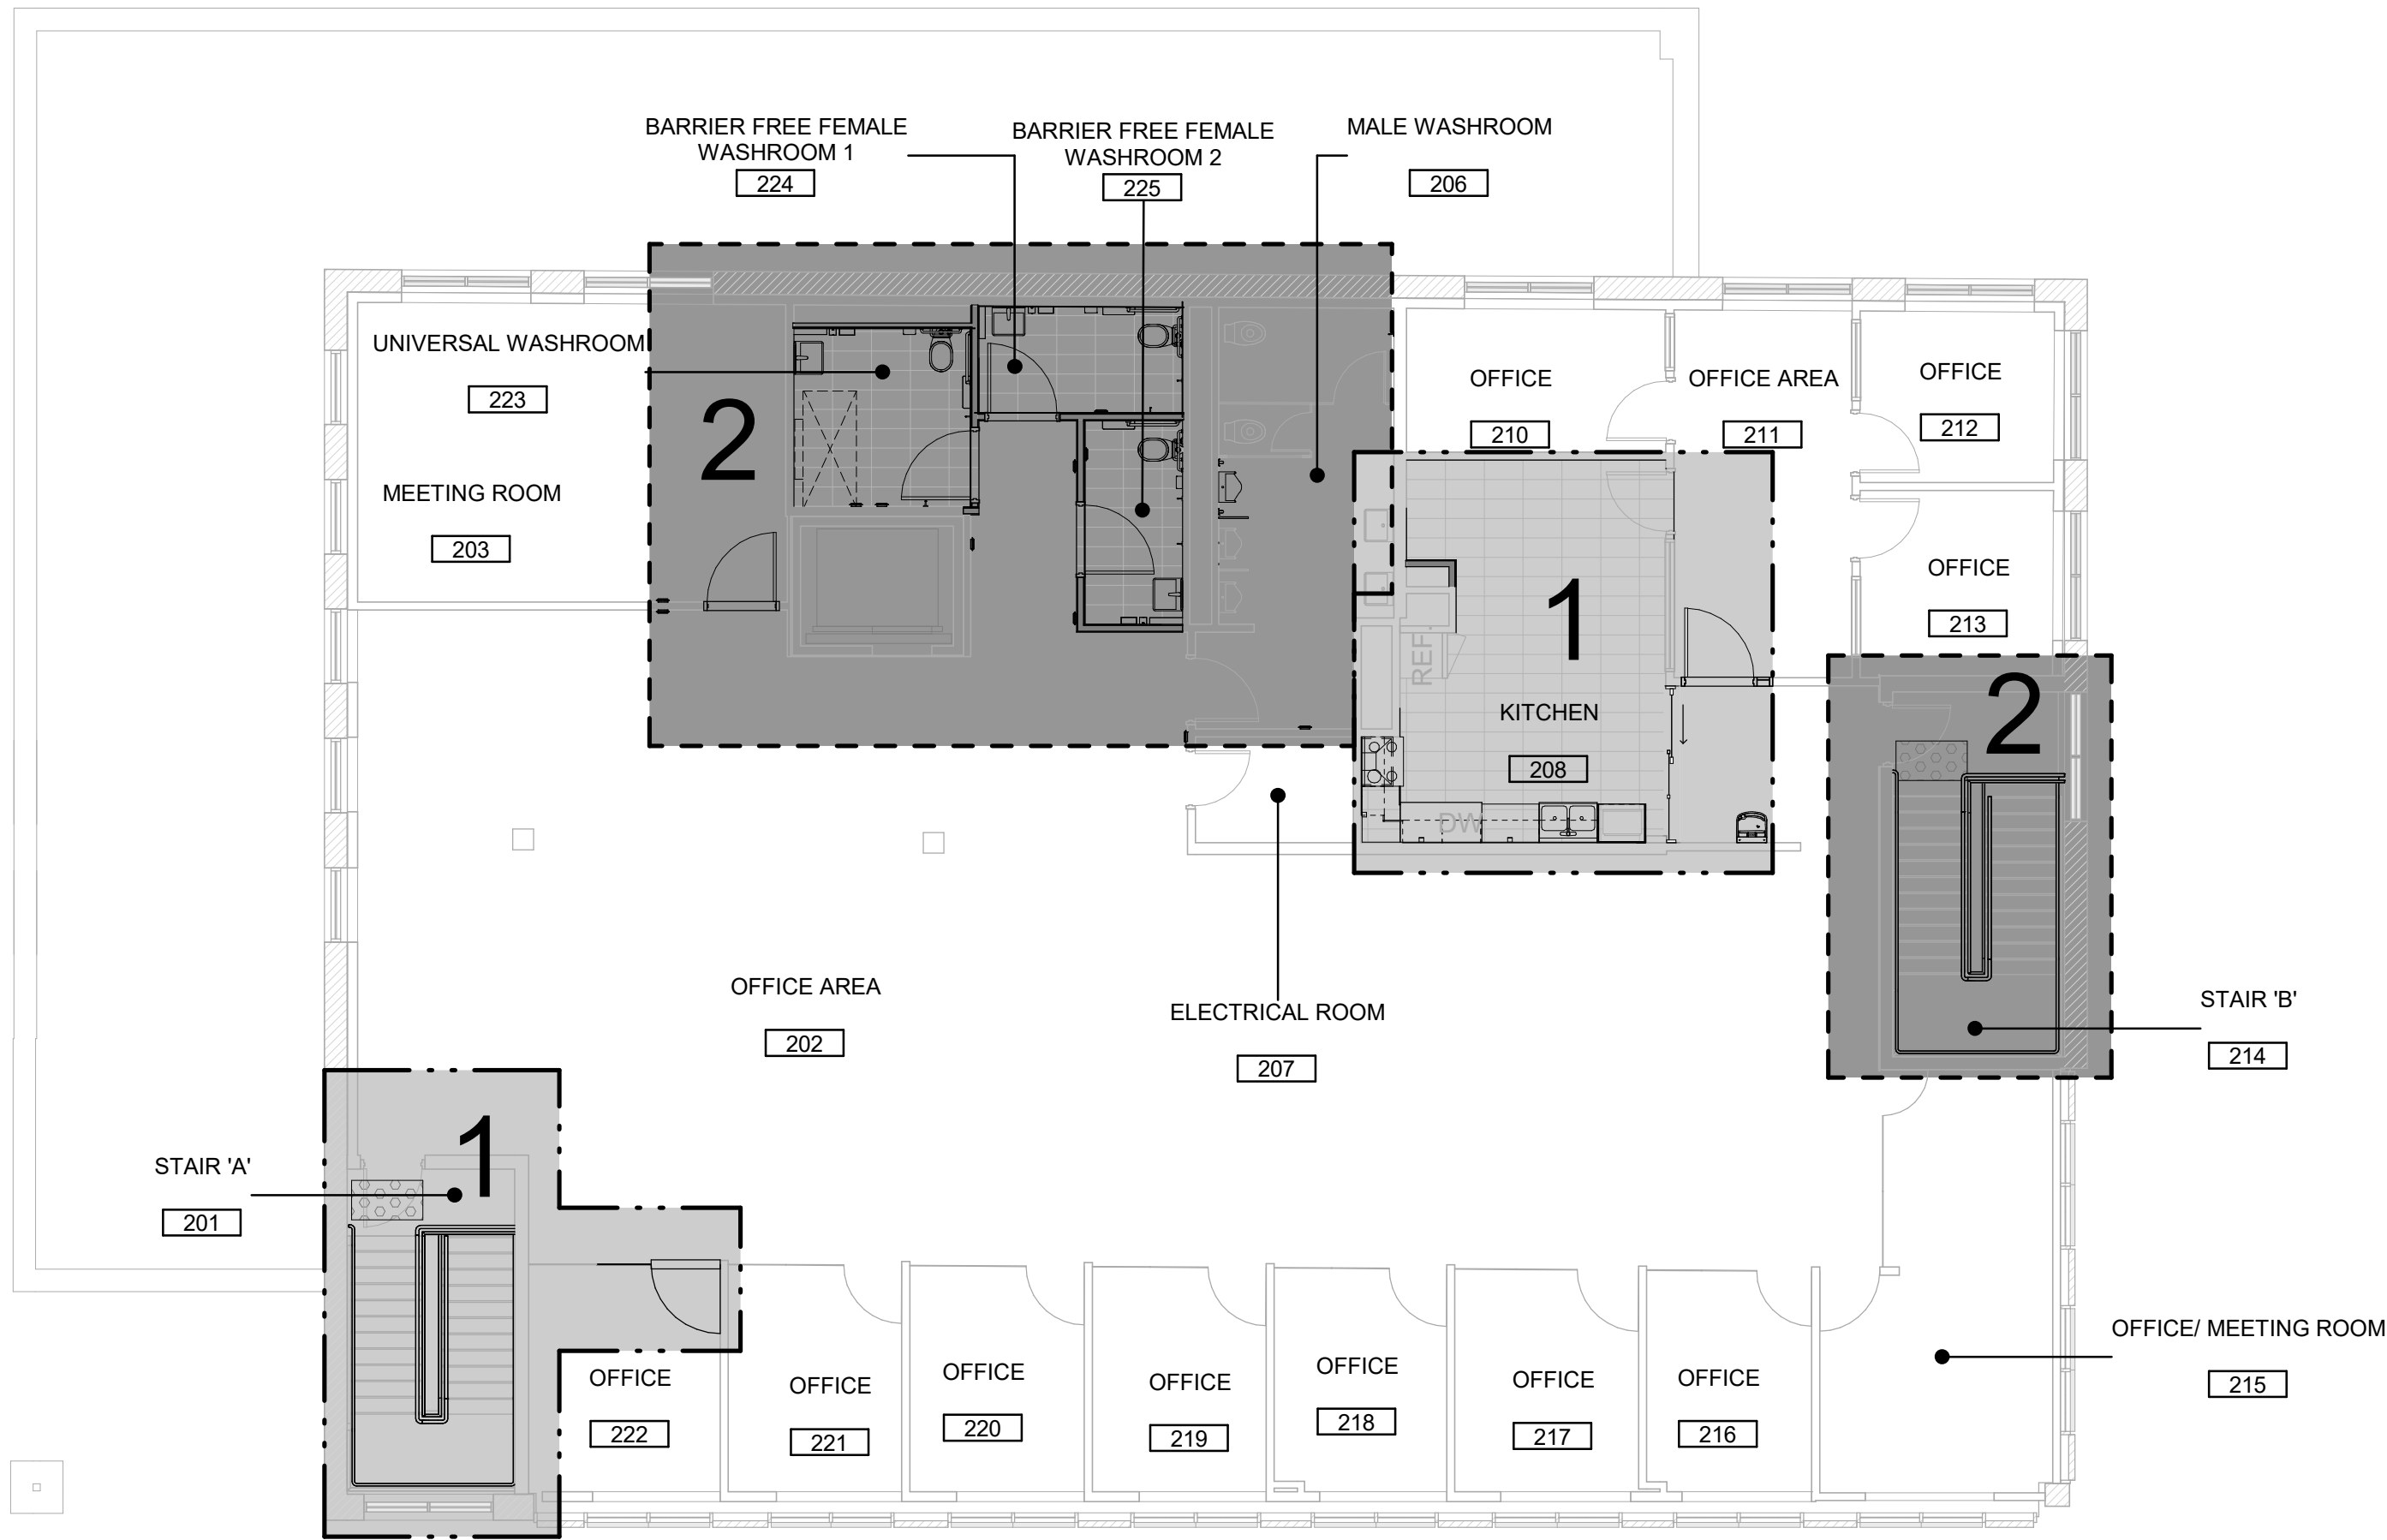 BARRIER FREE FEMALE
WASHROOM 1
224
BARRIER FREE FEMALE
WASHROOM 2
225
MALE WASHROOM
206
UNIVERSAL WASHROOM
223
2
MEETING ROOM
203
OFFICE
210
OFFICE AREA
211
OFFICE
212
OFFICE
213
1
REF
KITCHEN
208
DW
2
OFFICE AREA
202
ELECTRICAL ROOM
207
STAIR 'B'
214
1
STAIR 'A'
201
OFFICE/ MEETING ROOM
215
OFFICE
222
OFFICE
221
OFFICE
220
OFFICE
219
OFFICE
218
OFFICE
217
OFFICE
216